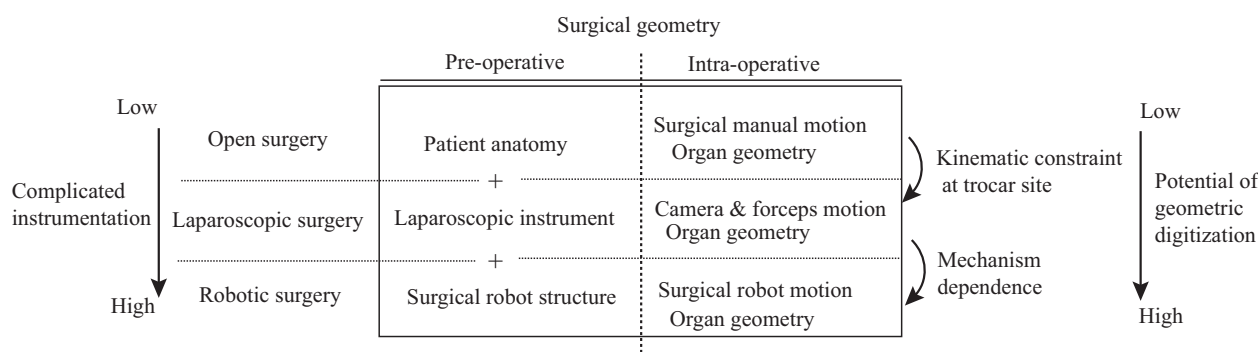 Surgical geometry
Pre-operative
Intra-operative
Low
Open surgery
Patient anatomy
Surgical manual motion
Organ geometry
Kinematic constraint
at trocar site
Low
+
Complicated
instrumentation
Laparoscopic surgery
Laparoscopic instrument
Camera & forceps motion
Organ geometry
Potential of
geometric
digitization
+
Mechanism
dependence
High
Robotic surgery
Surgical robot structure
Surgical robot motion
Organ geometry
High